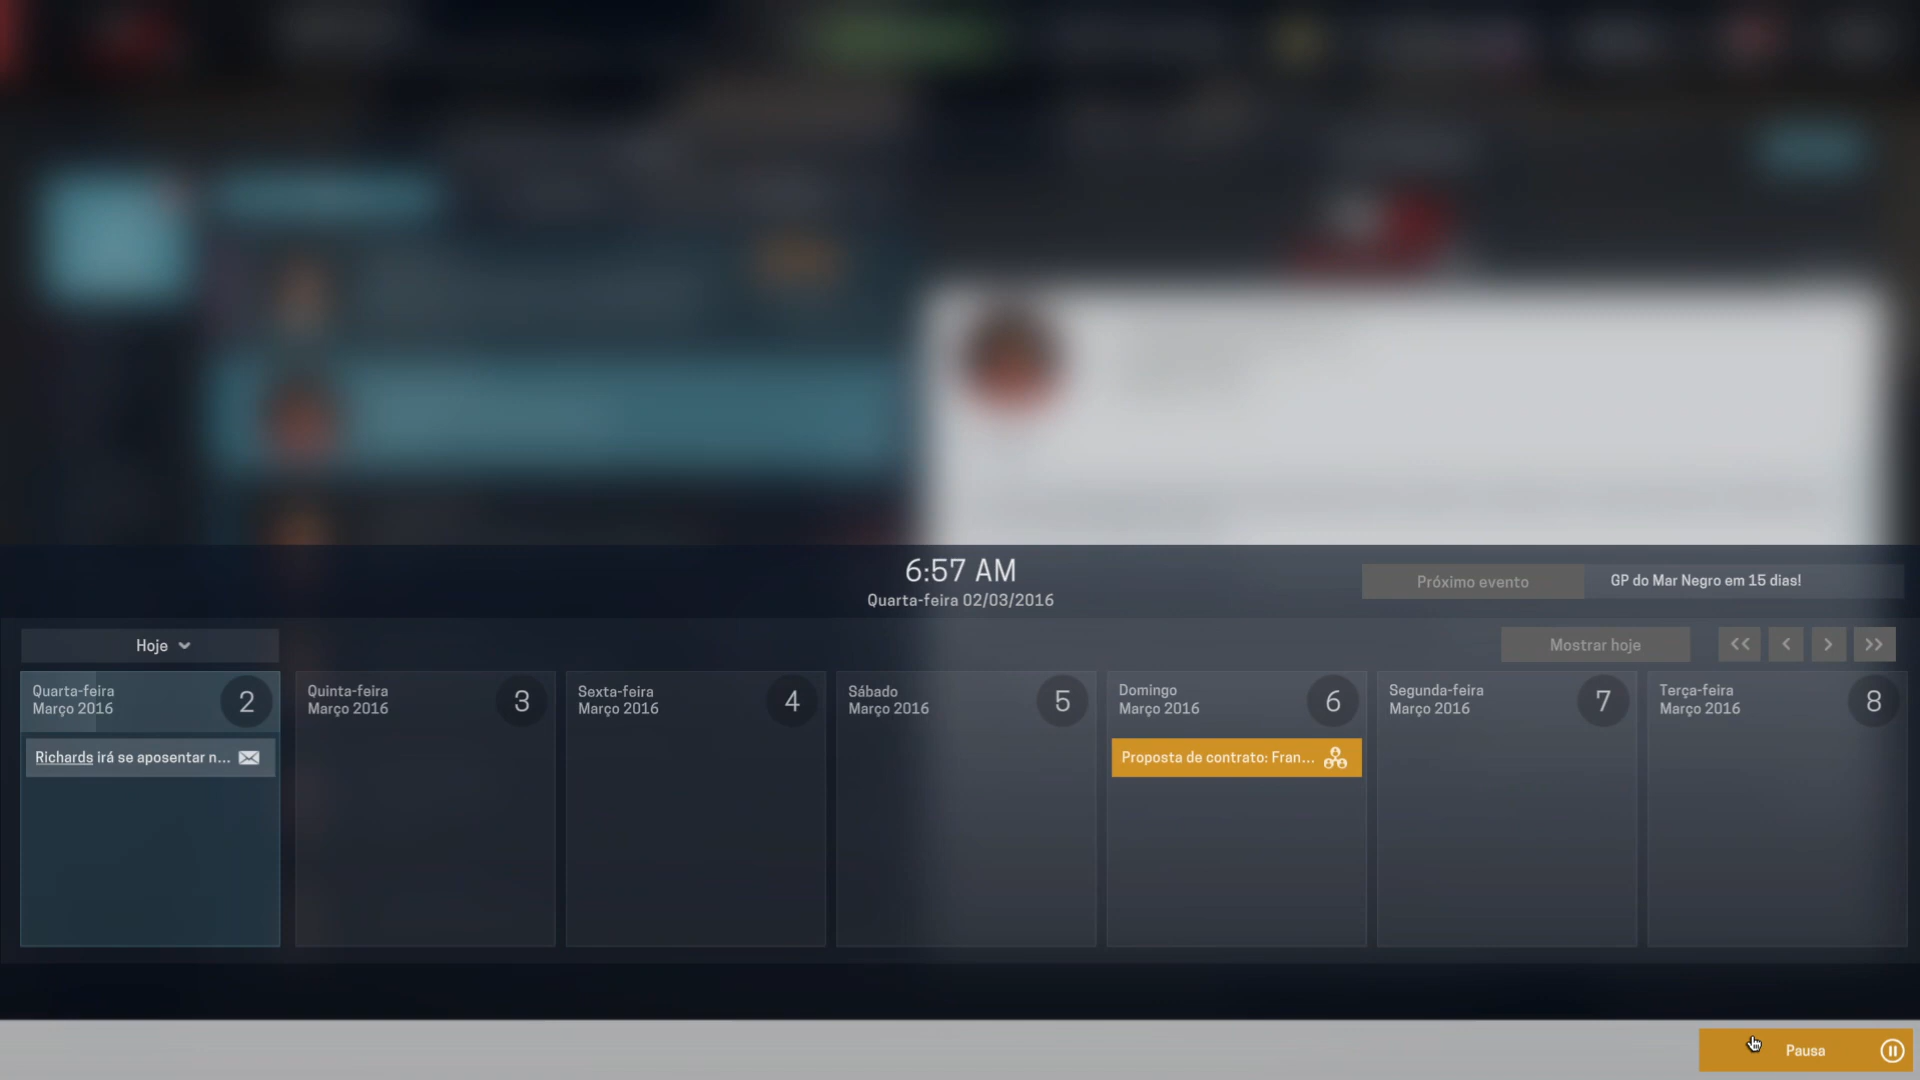 6:57 AM
Quarta-feira 02/03/2016
Próximo evento
GP do Mar Negro em 15 dias!
Hoje
Mostrar hoje
Quarta-feira
Março 2016
2
Quinta-feira
Março 2016
3
Sexta-feira
Março 2016
4
Sábado
Março 2016
5
Domingo
Março 2016
6
Segunda-feira
Março 2016
7
Terça-feira
Março 2016
8
Richards irá se aposentar n...
Proposta de contrato: Fran...
Pausa